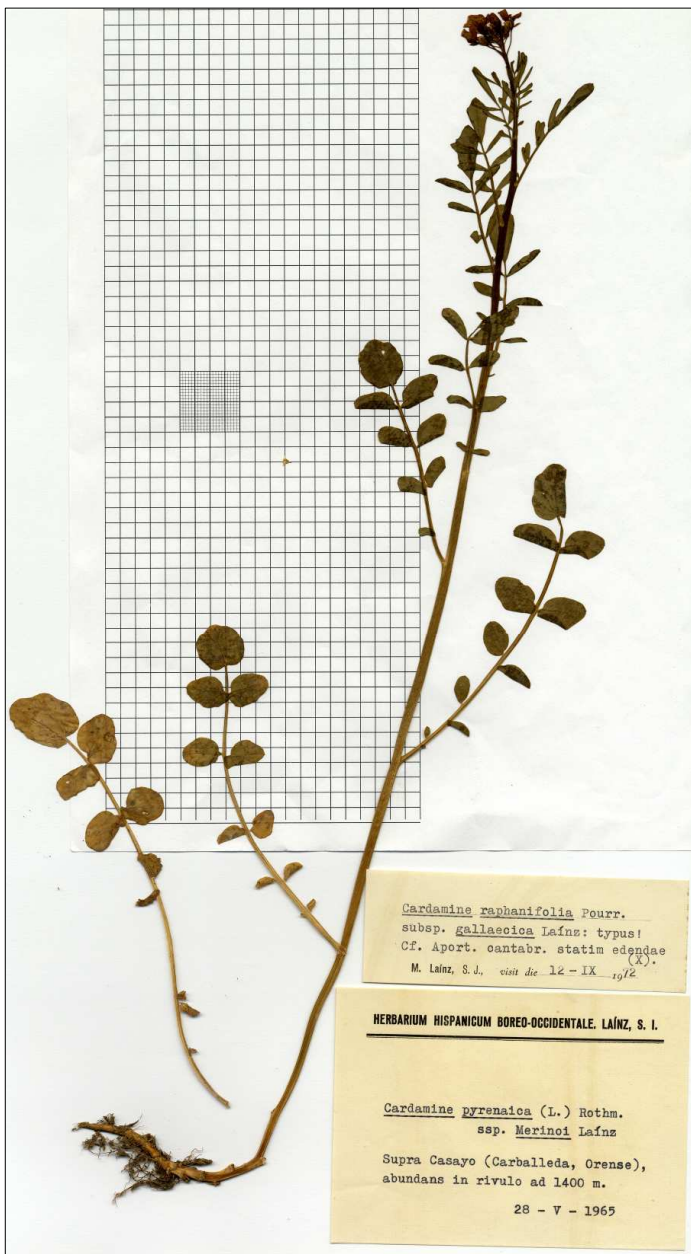 Cardamine raphanifolia Pourr.
subsp. gallaecica Laínz: typus!
Cf. Aport. cantabr. statim edendae
(X).
M. Laínz, S. J., visit die 12 - IX 1972
HERBARIUM HISPANICUM BOREO-OCCIDENTALE. LAÍNZ, S. I.
Cardamine pyrenaica (L.) Rothm.
ssp. Merinoi Laínz
Supra Casayo (Carballeda, Orense),
abundans in rivulo ad 1400 m.
28 - V - 1965